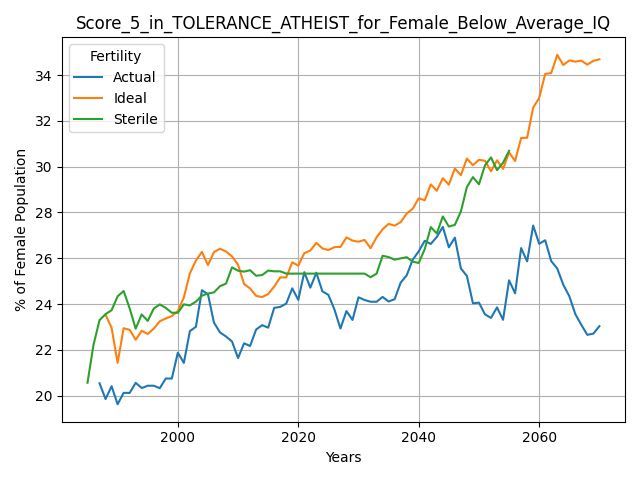 Score_5_in_TOLERANCE_ATHEIST_for_Female_Below_Average_IQ
Fertility
Actual
Ideal
Sterile
% of Female Population
34
32
30
28
26
24
22
20
2000
2020
2040
2060
Years